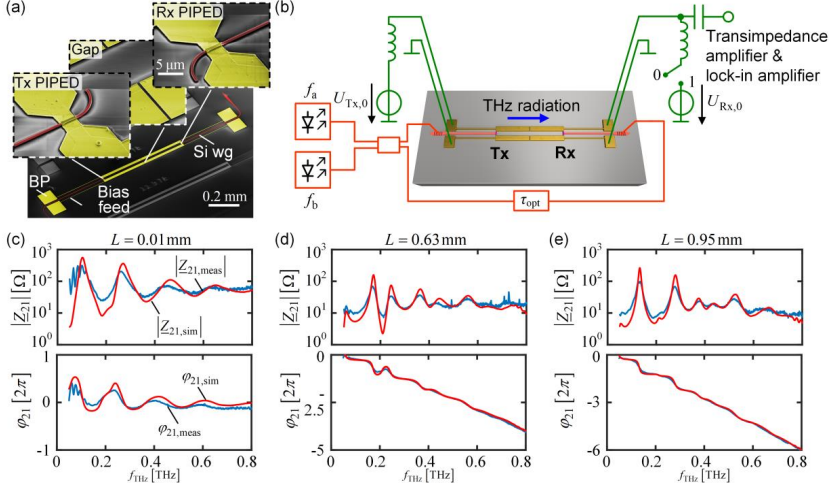 (a)
Rx PIPED
Gap
5 μm
Tx PIPED
Si wg
BP
Bias
feed
0.2 mm
(b)
Transimpedance
amplifier &
lock-in amplifier
0
1
U_Tx,0
U_Rx,0
f_a
THz radiation
Tx
Rx
f_b
τ_opt
(c)
L = 0.01 mm
|Z_21| [Ω]
10^3
10^2
10^1
10^0
|Z_21,meas|
|Z_21,sim|
φ_21 [2π]
1
0
-1
φ_21,sim
φ_21,meas
0 0.2 0.4 0.6 0.8
f_THz [THz]
(d)
L = 0.63 mm
|Z_21| [Ω]
10^3
10^2
10^1
10^0
φ_21 [2π]
0
-2.5
-5
0 0.2 0.4 0.6 0.8
f_THz [THz]
(e)
L = 0.95 mm
|Z_21| [Ω]
10^3
10^2
10^1
10^0
φ_21 [2π]
0
-3
-6
0 0.2 0.4 0.6 0.8
f_THz [THz]